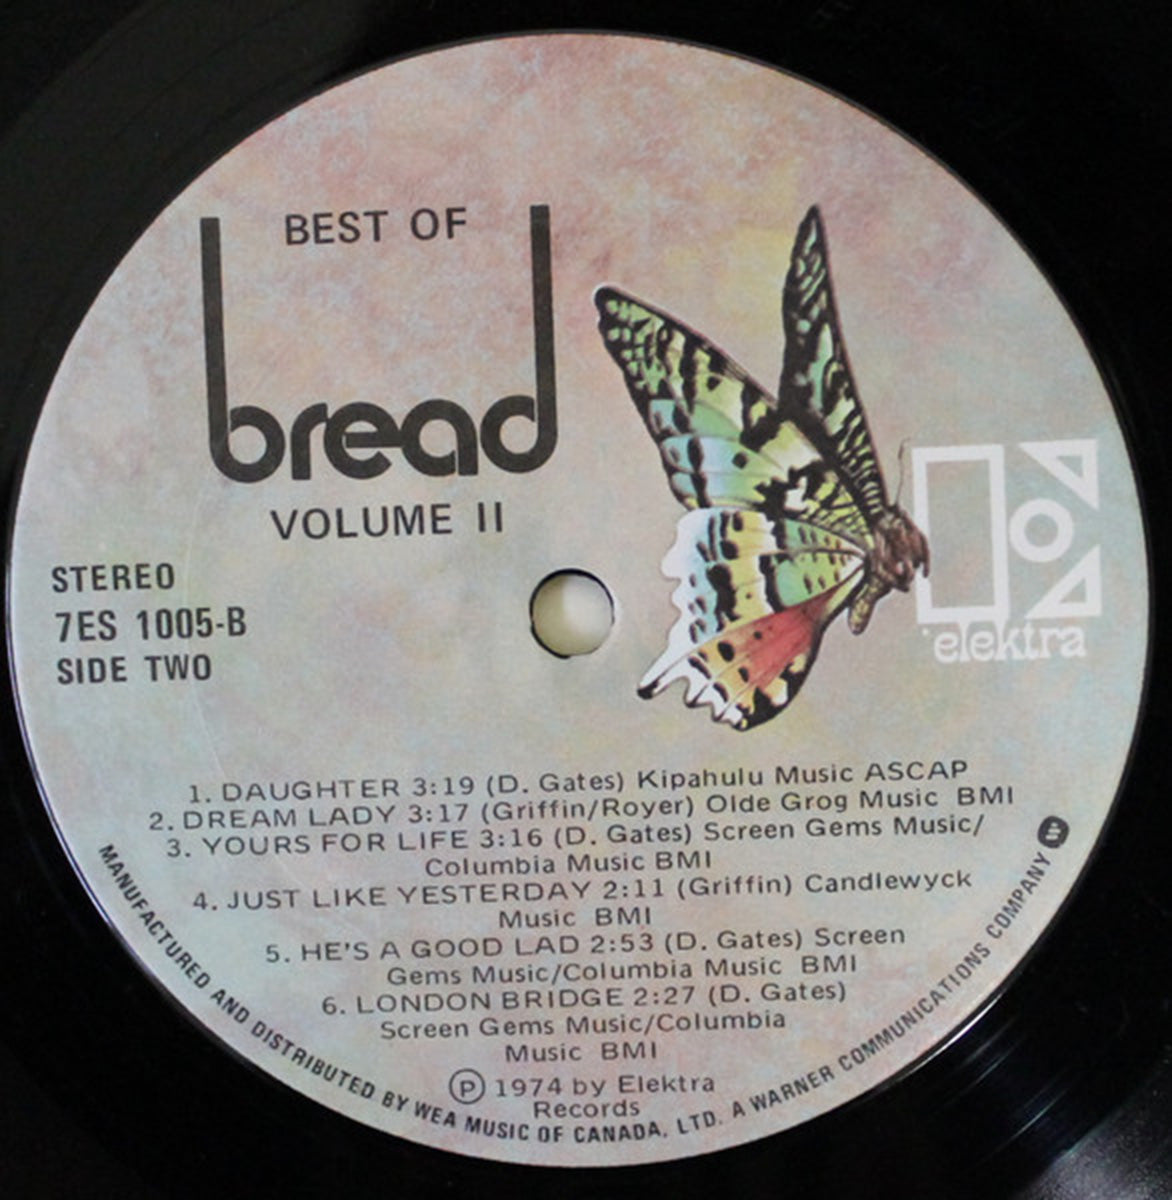 BEST OF
bread
VOLUME II
STEREO
7ES 1005-B
SIDE TWO
elektra
1. DAUGHTER 3:19 (D. Gates) Kipahulu Music ASCAP
2. DREAM LADY 3:17 (Griffin/Royer) Olde Grog Music BMI
3. YOURS FOR LIFE 3:16 (D. Gates) Screen Gems Music/
Columbia Music BMI
4. JUST LIKE YESTERDAY 2:11 (Griffin) Candlewyck
Music BMI
5. HE'S A GOOD LAD 2:53 (D. Gates) Screen
Gems Music/Columbia Music BMI
6. LONDON BRIDGE 2:27 (D. Gates)
Screen Gems Music/Columbia
Music BMI
Ⓟ 1974 by Elektra
Records
MANUFACTURED AND DISTRIBUTED BY WEA MUSIC OF CANADA, LTD. A WARNER COMMUNICATIONS COMPANY